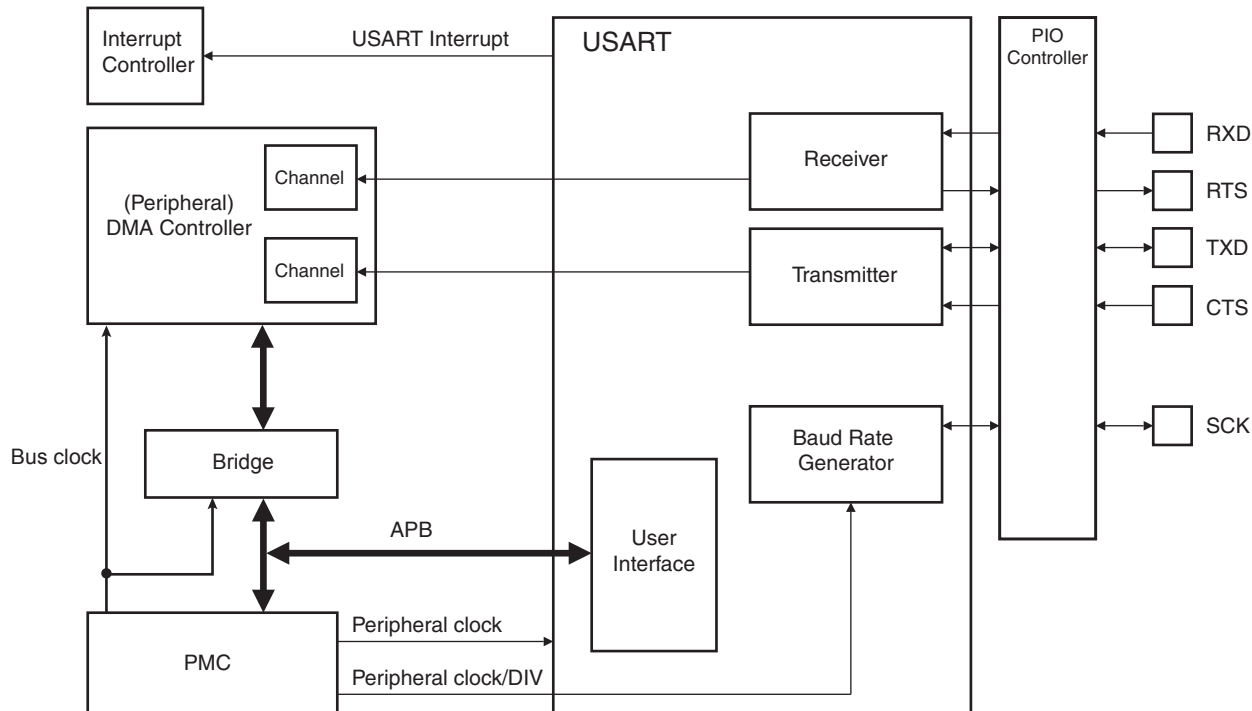 Interrupt
Controller
USART Interrupt
USART
PIO
Controller
Receiver
RXD
RTS
(Peripheral)
DMA Controller
Channel
Channel
Transmitter
TXD
CTS
Baud Rate
Generator
SCK
Bus clock
Bridge
APB
User
Interface
PMC
Peripheral clock
Peripheral clock/DIV